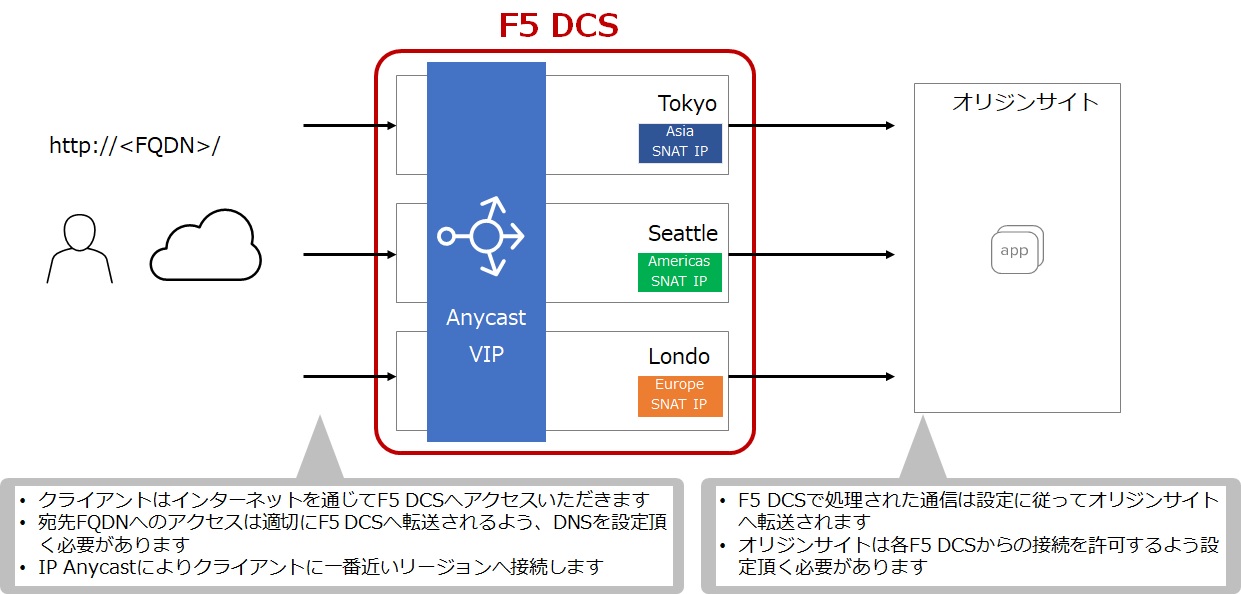 F5 DCS
http://<FQDN>/
Anycast
VIP
Tokyo
Asia
SNAT IP
Seattle
Americas
SNAT IP
Londo
Europe
SNAT IP
オリジンサイト
app
• クライアントはインターネットを通じてF5 DCSへアクセスいただきます
• 宛先FQDNへのアクセスは適切にF5 DCSへ転送されるよう、DNSを設定頂
く必要があります
• IP Anycastによりクライアントに一番近いリージョンへ接続します
• F5 DCSで処理された通信は設定に従ってオリジンサイト
へ転送されます
• オリジンサイトは各F5 DCSからの接続を許可するよう設
定頂く必要があります